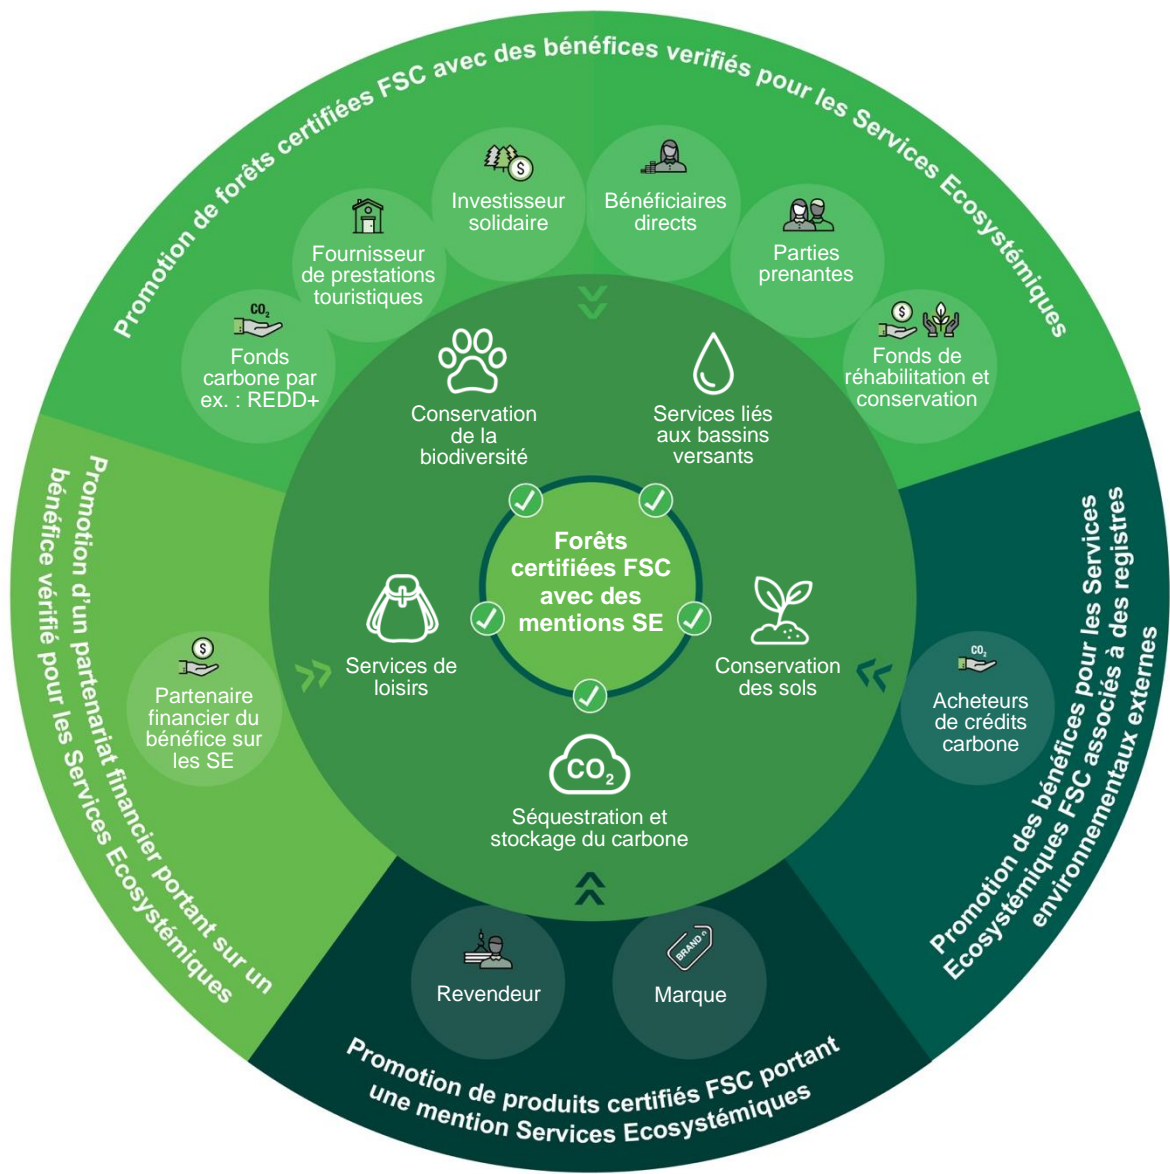 Promotion de forêts certifiées FSC avec des bénéfices verifiés pour les Services Ecosystémiques
Investisseur
solidaire
Bénéficiaires
directs
Fournisseur
de prestations
touristiques
Parties
prenantes
CO2
Fonds
carbone par
ex. : REDD+
$
Fonds de
réhabilitation et
conservation
Conservation
de la
biodiversité
Services liés
aux bassins
versants
Forêts
certifiées FSC
avec des
mentions SE
Services de
loisirs
Conservation
des sols
CO2
Séquestration et
stockage du carbone
Promotion d'un partenariat financier portant sur un
bénéfice vérifié pour les Services Ecosystémiques
$
Partenaire
financier du
bénéfice sur
les SE
Promotion des bénéfices pour les Services
Ecosystémiques FSC associés à des registres
environnementaux externes
CO2
Acheteurs
de crédits
carbone
Revendeur
BRAND
Marque
Promotion de produits certifiés FSC portant
une mention Services Ecosystémiques
$